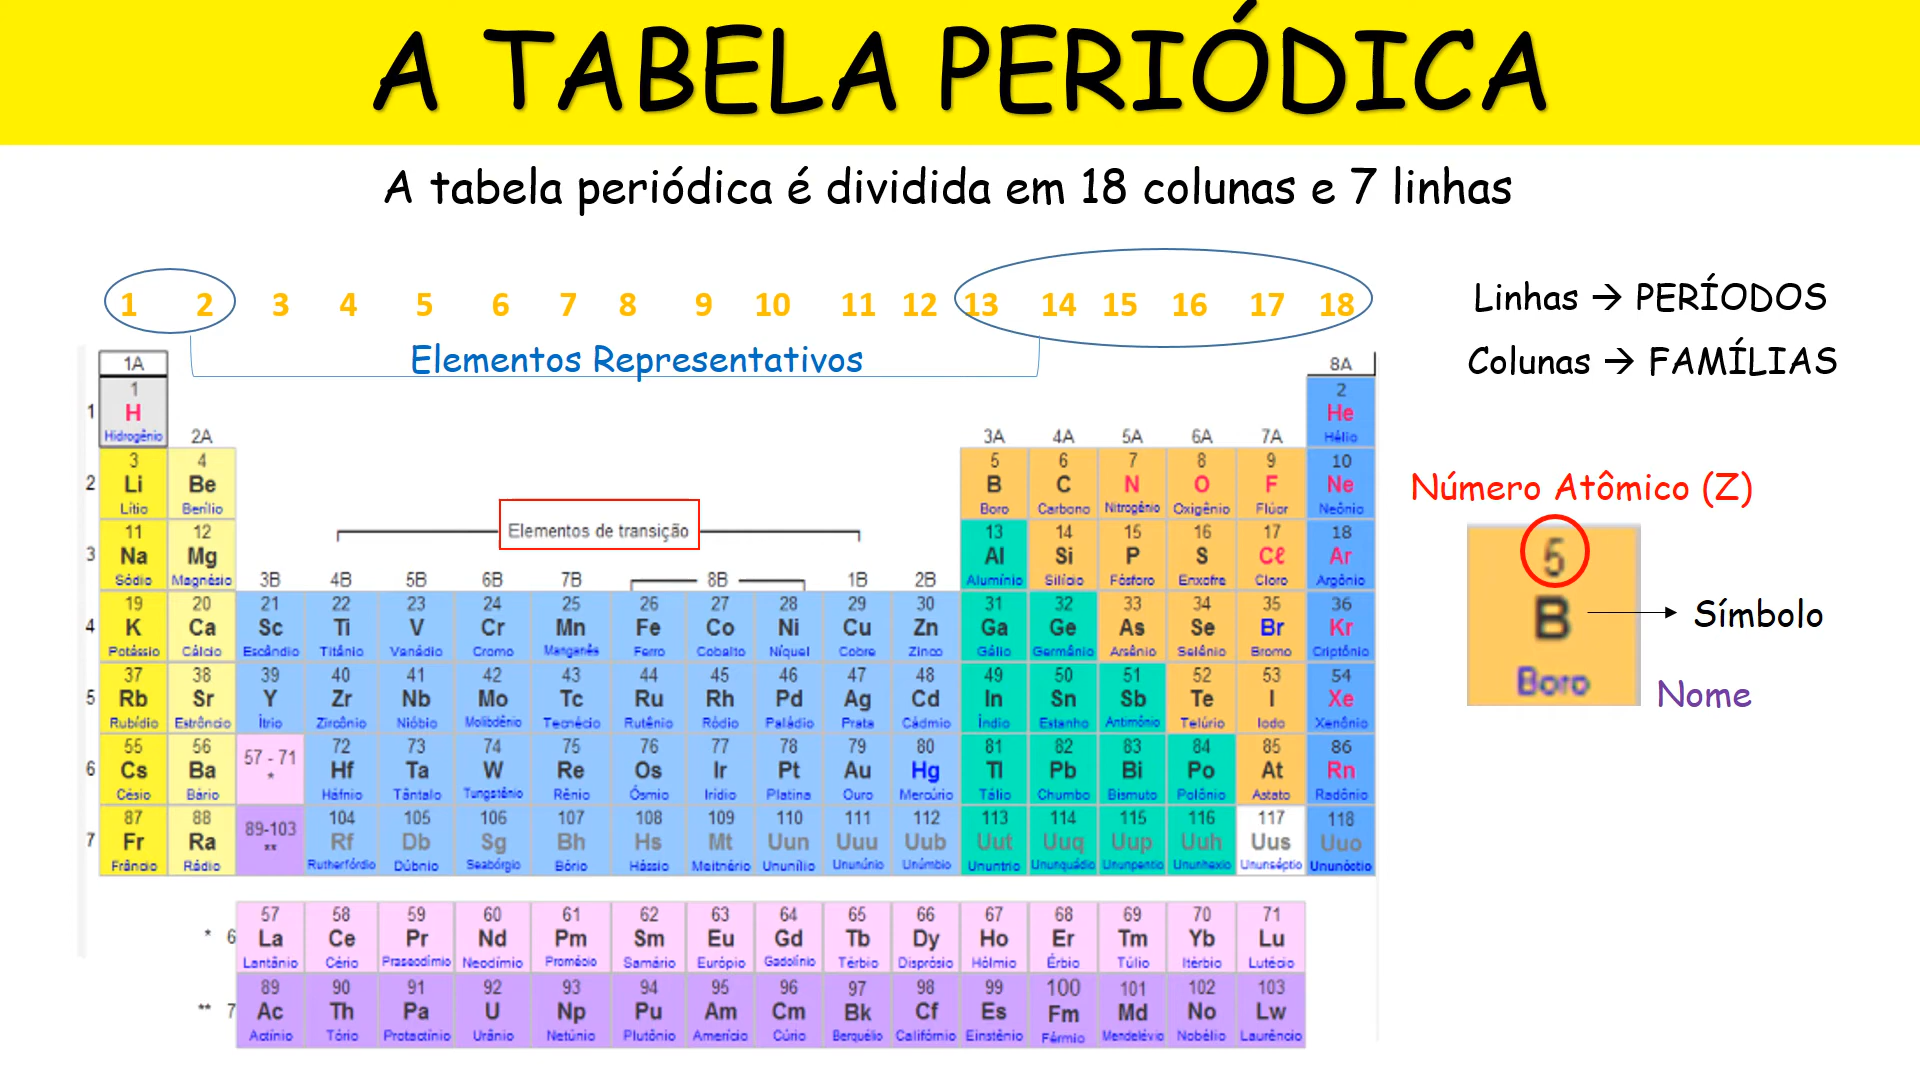 A TABELA PERIÓDICA
A tabela periódica é dividida em 18 colunas e 7 linhas
1 2 3 4 5 6 7 8 9 10 11 12 13 14 15 16 17 18
Linhas → PERÍODOS
Colunas → FAMÍLIAS
Elementos Representativos
1A 8A
1 2
1 H He
Hidrogênio Hélio
2A 3A 4A 5A 6A 7A
3 4 5 6 7 8 9 10
2 Li Be B C N O F Ne
Lítio Berílio Boro Carbono Nitrogênio Oxigênio Flúor Neônio
Elementos de transição
11 12 13 14 15 16 17 18
3 Na Mg Al Si P S Cℓ Ar
Sódio Magnésio Alumínio Silício Fósforo Enxofre Cloro Argônio
3B 4B 5B 6B 7B 8B 1B 2B
19 20 21 22 23 24 25 26 27 28 29 30 31 32 33 34 35 36
4 K Ca Sc Ti V Cr Mn Fe Co Ni Cu Zn Ga Ge As Se Br Kr
Potássio Cálcio Escândio Titânio Vanádio Cromo Manganês Ferro Cobalto Níquel Cobre Zinco Gálio Germânio Arsênio Selênio Bromo Criptônio
37 38 39 40 41 42 43 44 45 46 47 48 49 50 51 52 53 54
5 Rb Sr Y Zr Nb Mo Tc Ru Rh Pd Ag Cd In Sn Sb Te I Xe
Rubídio Estrôncio Ítrio Zircônio Nióbio Molibdênio Tecnécio Rutênio Ródio Paládio Prata Cádmio Índio Estanho Antimônio Telúrio Iodo Xenônio
55 56 57 - 71 72 73 74 75 76 77 78 79 80 81 82 83 84 85 86
6 Cs Ba * Hf Ta W Re Os Ir Pt Au Hg Tl Pb Bi Po At Rn
Césio Bário Háfnio Tântalo Tungstênio Rênio Ósmio Irídio Platina Ouro Mercúrio Tálio Chumbo Bismuto Polônio Astato Radônio
87 88 89-103 104 105 106 107 108 109 110 111 112 113 114 115 116 117 118
7 Fr Ra ** Rf Db Sg Bh Hs Mt Uun Uuu Uub Uut Uuq Uup Uuh Uus Uuo
Frâncio Rádio Rutherfórdio Dúbnio Seabórgio Bório Hássio Meitnério Ununílio Ununúnio Unúmbio Ununtrio Ununquádio Ununpentio Ununhexio Ununséptio Ununóctio
57 58 59 60 61 62 63 64 65 66 67 68 69 70 71
* 6 La Ce Pr Nd Pm Sm Eu Gd Tb Dy Ho Er Tm Yb Lu
Lantânio Cério Praseodímio Neodímio Promécio Samário Európio Gadolínio Térbio Disprósio Hólmio Érbio Túlio Itérbio Lutécio
89 90 91 92 93 94 95 96 97 98 99 100 101 102 103
** 7 Ac Th Pa U Np Pu Am Cm Bk Cf Es Fm Md No Lw
Actínio Tório Protactínio Urânio Netúnio Plutônio Amerício Cúrio Berquélio Califórnio Einstênio Férmio Mendelévio Nobélio Laurêncio
Número Atômico (Z)
5
B Símbolo
Boro Nome